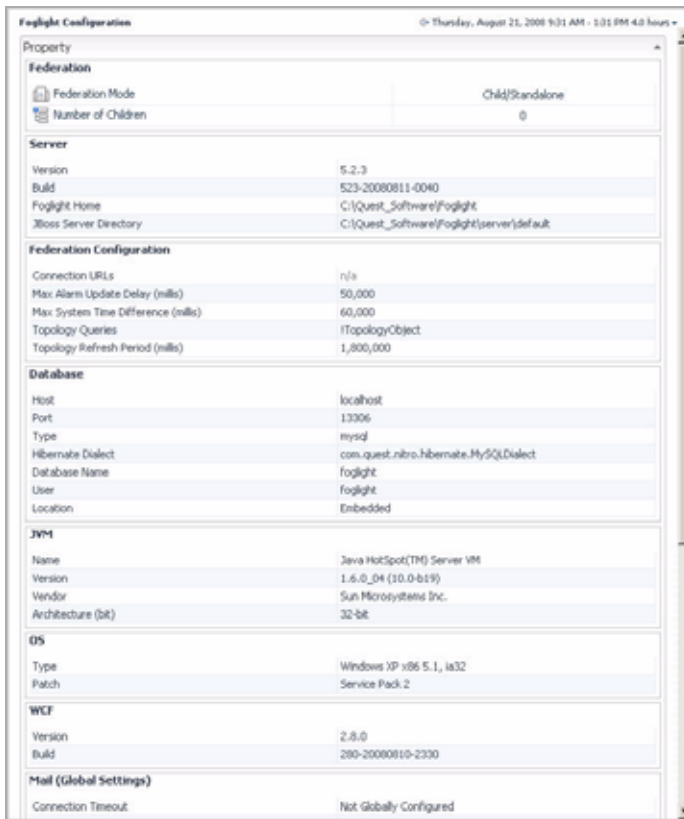 Foglight Configuration Thursday, August 21, 2008 9:31 AM - 1:31 PM 4.0 hours
Property
Federation
Federation Mode Child/Standalone
Number of Children 0
Server
Version 5.2.3
Build 523-20080811-0040
Foglight Home C:\Quest_Software\Foglight
JBoss Server Directory C:\Quest_Software\Foglight\server\default
Federation Configuration
Connection URLs n/a
Max Alarm Update Delay (millis) 50,000
Max System Time Difference (millis) 60,000
Topology Queries !TopologyObject
Topology Refresh Period (millis) 1,800,000
Database
Host localhost
Port 13306
Type mysql
Hibernate Dialect com.quest.nitro.hibernate.MySQLDialect
Database Name foglight
User foglight
Location Embedded
JVM
Name Java HotSpot(TM) Server VM
Version 1.6.0_04 (10.0-b19)
Vendor Sun Microsystems Inc.
Architecture (bit) 32-bit
OS
Type Windows XP x86 5.1, ia32
Patch Service Pack 2
WCF
Version 2.8.0
Build 280-20080810-2330
Mail (Global Settings)
Connection Timeout Not Globally Configured